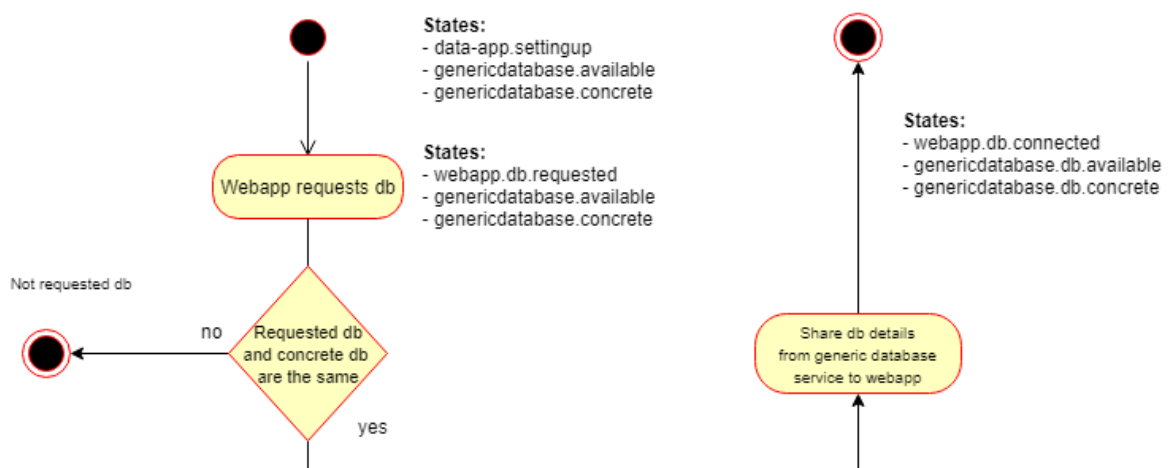 States:
- data-app.settingup
- genericdatabase.available
- genericdatabase.concrete
Webapp requests db
States:
- webapp.db.requested
- genericdatabase.available
- genericdatabase.concrete
Not requested db
no
Requested db
and concrete db
are the same
yes
States:
- webapp.db.connected
- genericdatabase.db.available
- genericdatabase.db.concrete
Share db details
from generic database
service to webapp